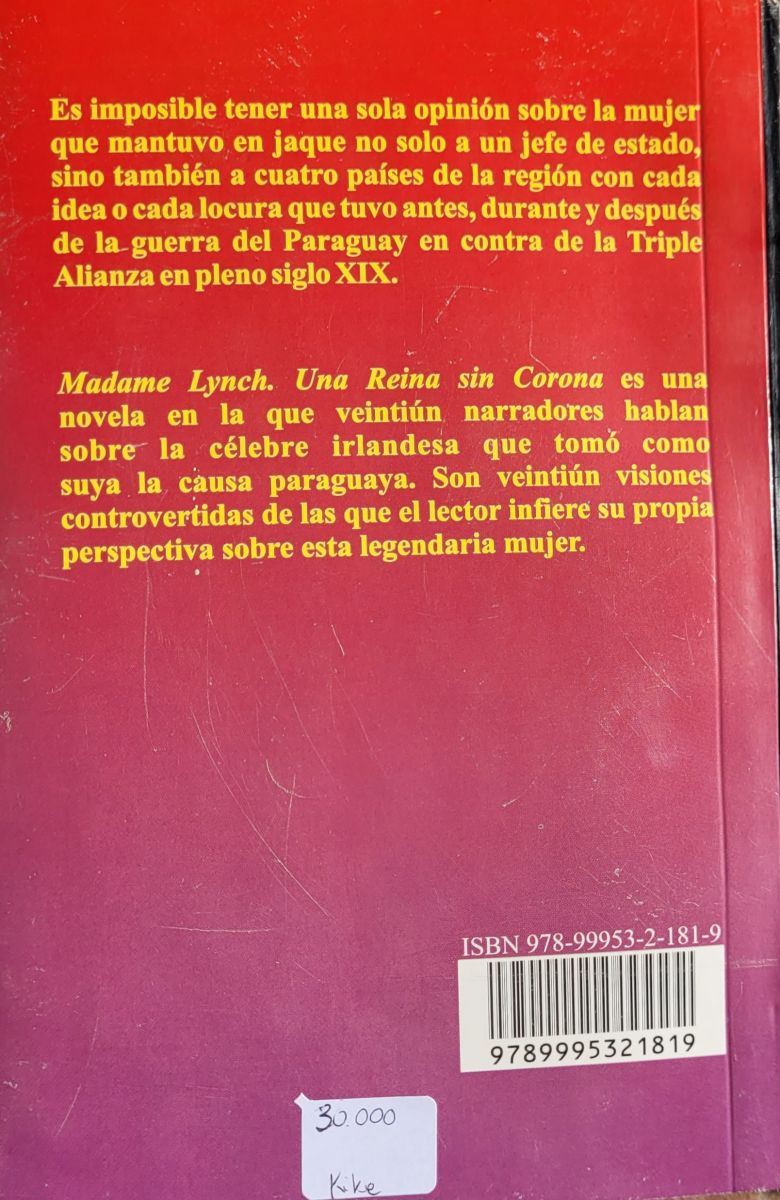 Es imposible tener una sola opinión sobre la mujer
que mantuvo en jaque no solo a un jefe de estado,
sino también a cuatro países de la región con cada
idea o cada locura que tuvo antes, durante y después
de la guerra del Paraguay en contra de la Triple
Alianza en pleno siglo XIX.
Madame Lynch. Una Reina sin Corona es una
novela en la que veintiún narradores hablan
sobre la célebre irlandesa que tomó como
suya la causa paraguaya. Son veintiún visiones
controvertidas de las que el lector infiere su propia
perspectiva sobre esta legendaria mujer.
ISBN 978-99953-2-181-9
9789995321819
30.000
Kike